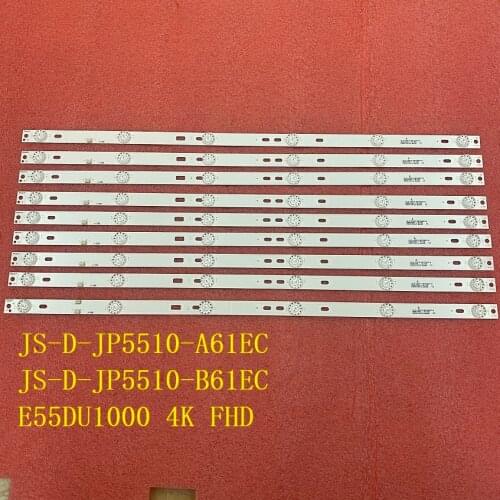 JS-D-JP5510-A61EC
JS-D-JP5510-B61EC
E55DU1000 4K FHD